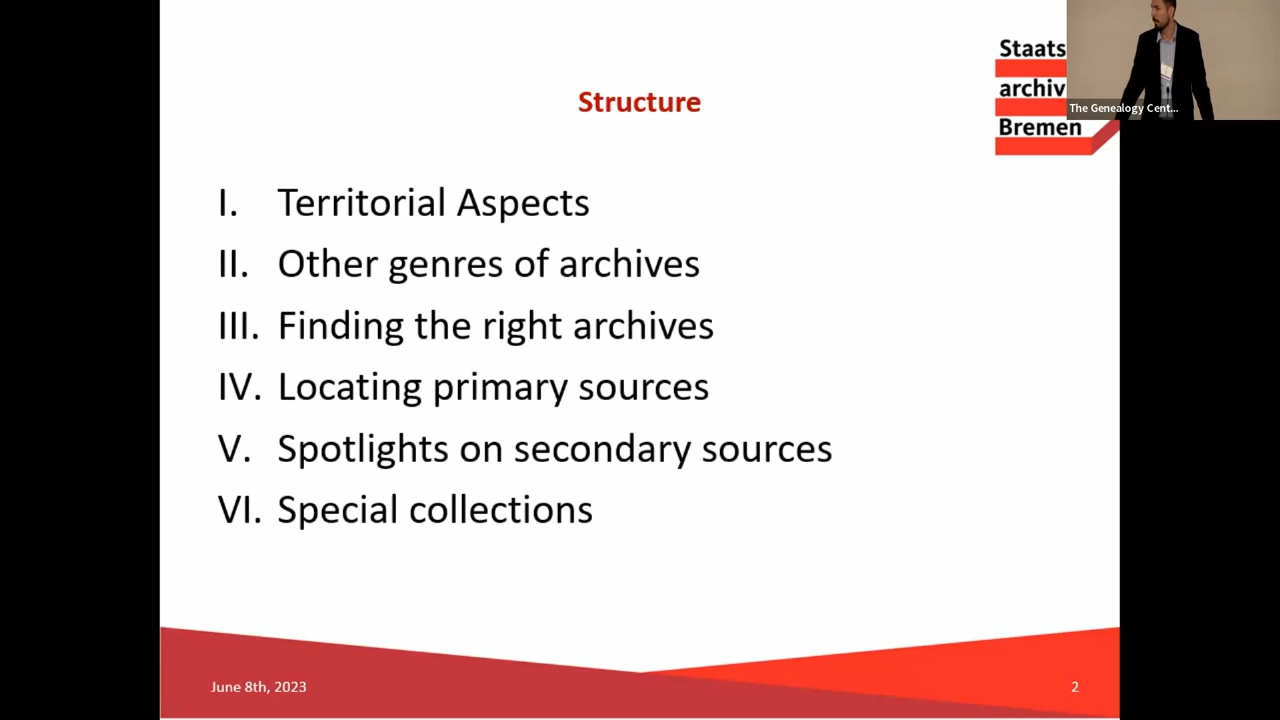 Structure
Staats
archiv
Bremen
The Genealogy Cent...
I. Territorial Aspects
II. Other genres of archives
III. Finding the right archives
IV. Locating primary sources
V. Spotlights on secondary sources
VI. Special collections
June 8th, 2023
2